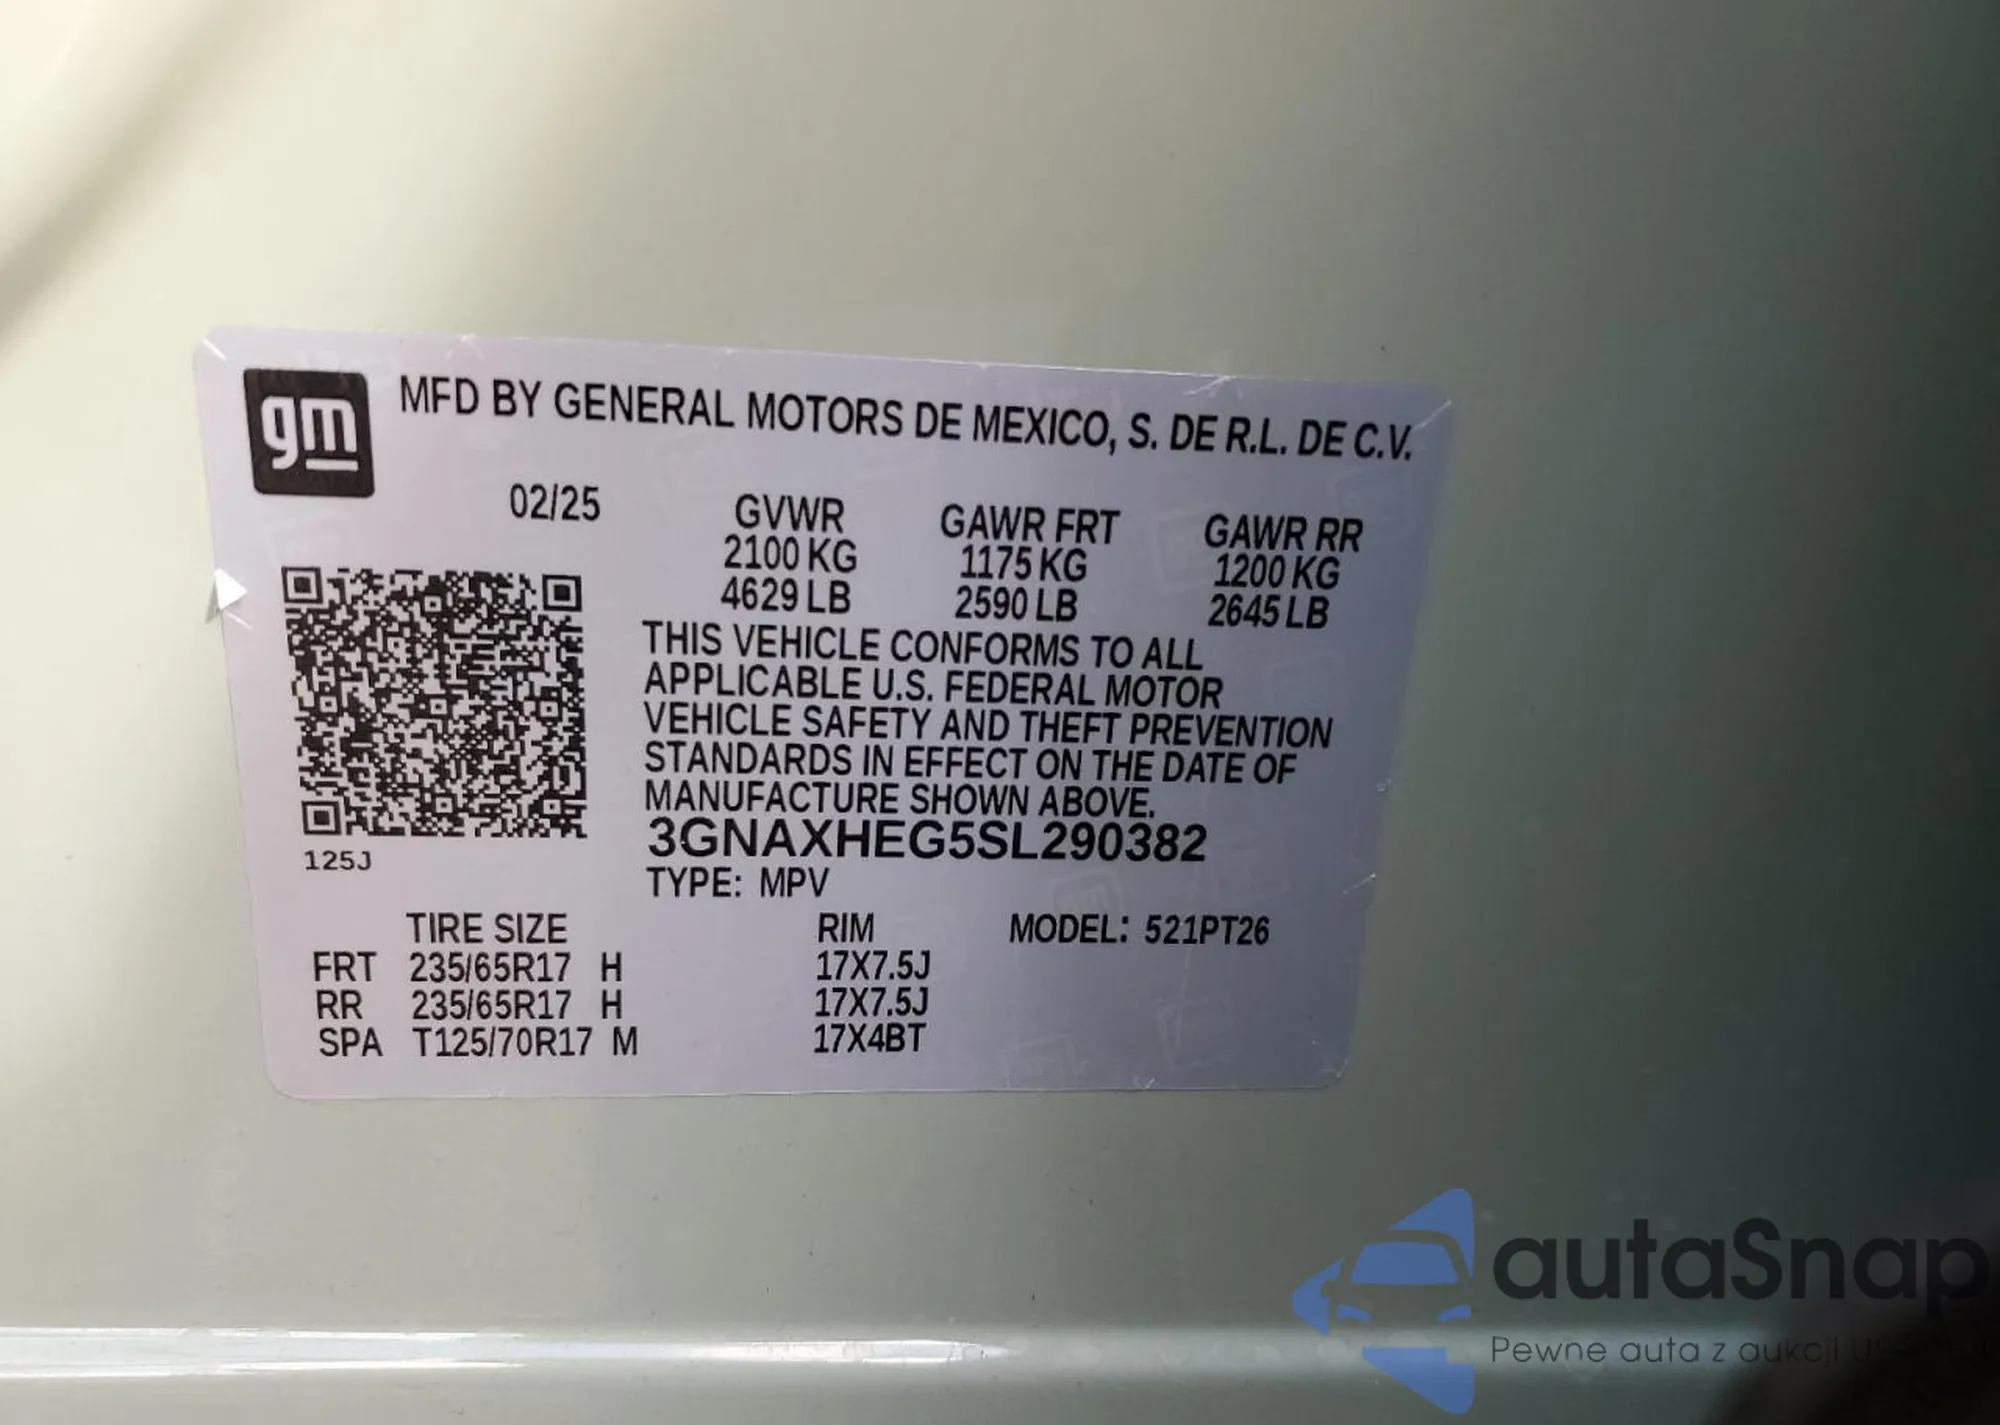 gm
MFD BY GENERAL MOTORS DE MEXICO, S. DE R.L. DE C.V.
02/25
GVWR GAWR FRT GAWR RR
2100 KG 1175 KG 1200 KG
4629 LB 2590 LB 2645 LB
THIS VEHICLE CONFORMS TO ALL
APPLICABLE U.S. FEDERAL MOTOR
VEHICLE SAFETY AND THEFT PREVENTION
STANDARDS IN EFFECT ON THE DATE OF
MANUFACTURE SHOWN ABOVE.
3GNAXHEG5SL290382
125J
TYPE: MPV
TIRE SIZE RIM MODEL: 521PT26
FRT 235/65R17 H 17X7.5J
RR 235/65R17 H 17X7.5J
SPA T125/70R17 M 17X4BT
autaSnap
Pewne auta z aukcji